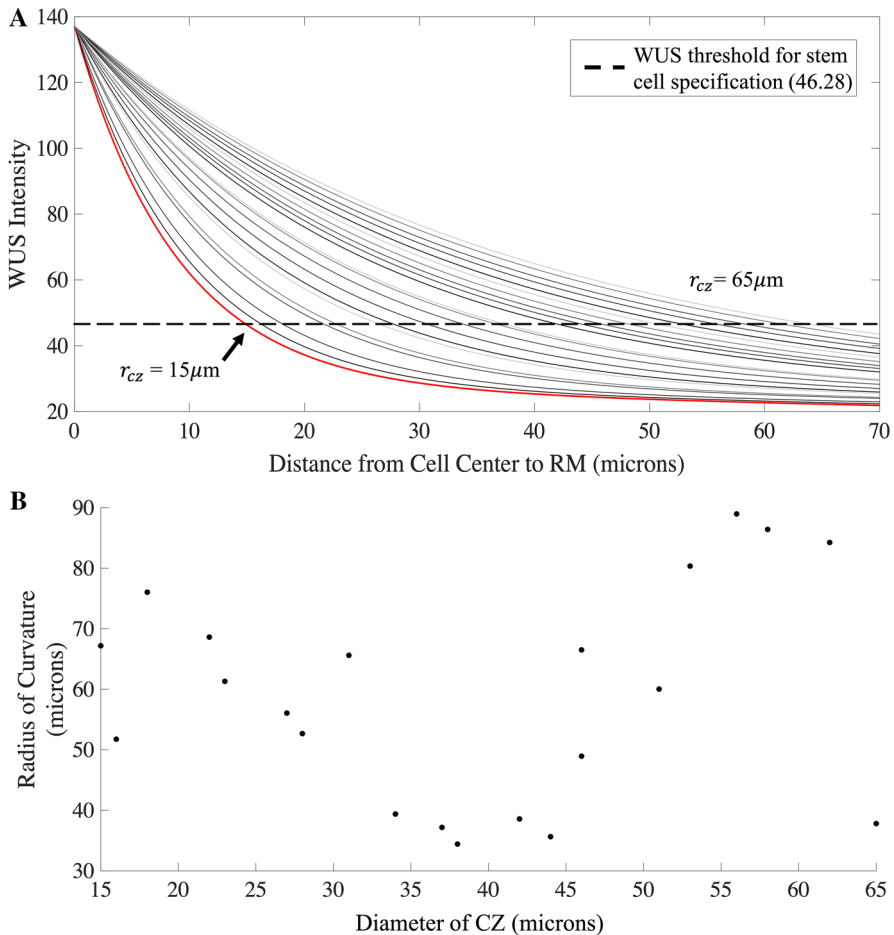 A
140
120
100
80
60
40
20
WUS Intensity
WUS threshold for stem
cell specification (46.28)
r_cz = 65μm
r_cz = 15μm
0 10 20 30 40 50 60 70
Distance from Cell Center to RM (microns)
B
90
80
70
60
50
40
30
Radius of Curvature
(microns)
15 20 25 30 35 40 45 50 55 60 65
Diameter of CZ (microns)